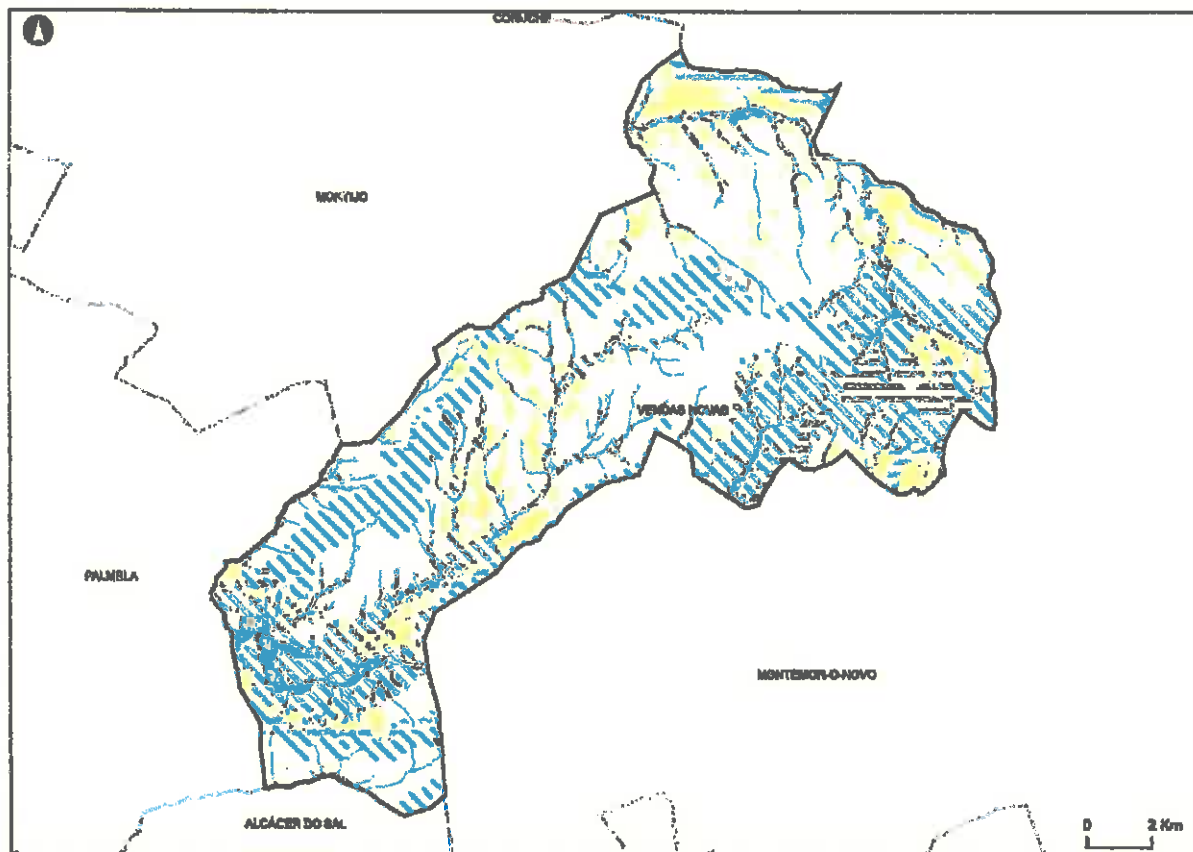 CORUCHE
MONTIJO
VENDAS NOVAS
PALMELA
MONTEMOR-O-NOVO
ALCÁCER DO SAL
0 2 Km